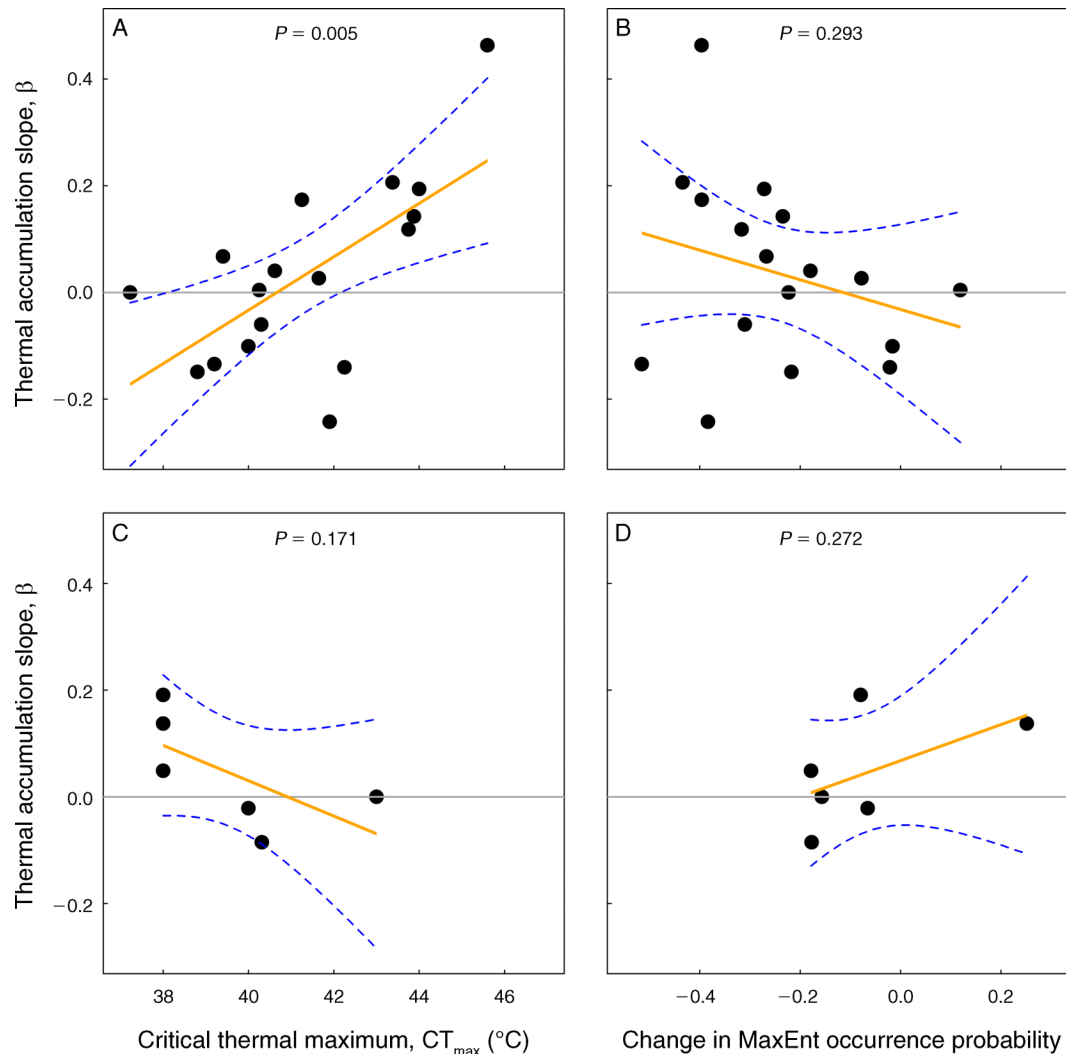 A
P = 0.005
B
P = 0.293
Thermal accumulation slope, β
0.4
0.2
0.0
−0.2
C
P = 0.171
D
P = 0.272
Thermal accumulation slope, β
0.4
0.2
0.0
−0.2
38 40 42 44 46
−0.4 −0.2 0.0 0.2
Critical thermal maximum, CTmax (°C)
Change in MaxEnt occurrence probability